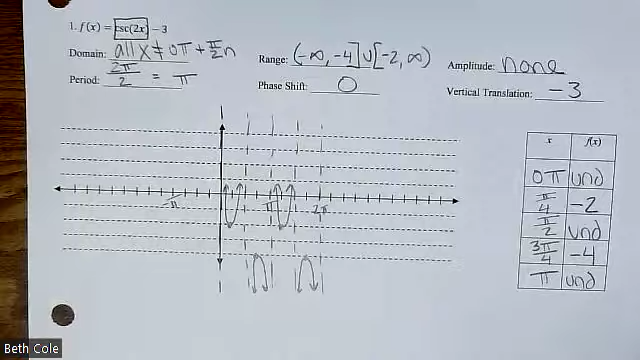 1. f(x) = csc(2x) − 3
Domain: all x ≠ 0π + π/2 n
Range: (-∞, -4] ∪ [-2, ∞)
Amplitude: none
Period: 2π/2 = π
Phase Shift: 0
Vertical Translation: -3
-π π 2π
x f(x)
0π und
π/4 -2
π/2 und
3π/4 -4
π und
Beth Cole